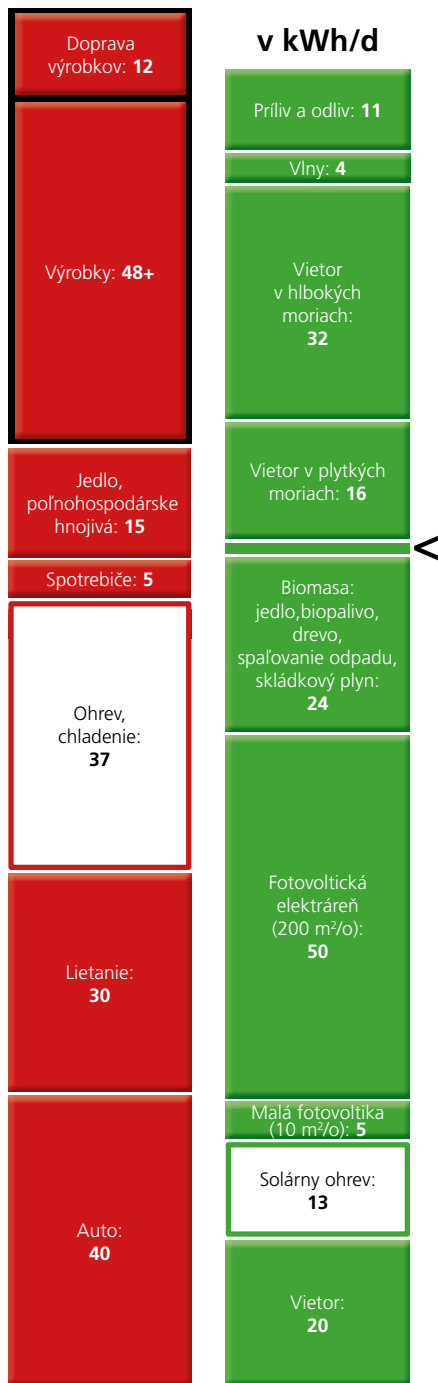 Doprava
výrobkov: 12
Výrobky: 48+
Jedlo,
poľnohospodárske
hnojivá: 15
Spotrebiče: 5
Ohrev,
chladenie:
37
Lietanie:
30
Auto:
40
v kWh/d
Príliv a odliv: 11
Vlny: 4
Vietor
v hlbokých
moriach:
32
Vietor v plytkých
moriach: 16
<
Biomasa:
jedlo,biopalivo,
drevo,
spaľovanie odpadu,
skládkový plyn:
24
Fotovoltická
elektráreň
(200 m²/o):
50
Malá fotovoltika
(10 m²/o): 5
Solárny ohrev:
13
Vietor:
20